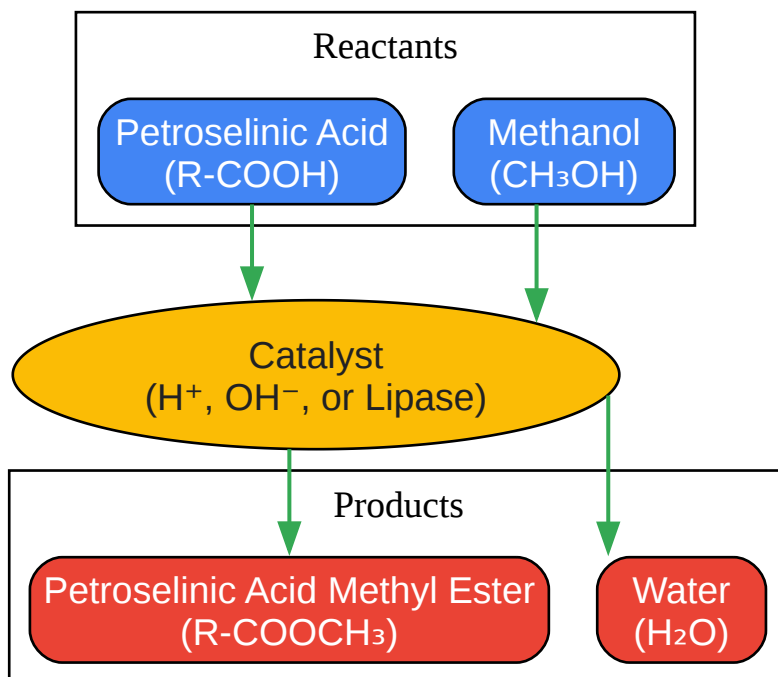 Reactants
Petroselinic Acid
(R-COOH)
Methanol
(CH₃OH)
Catalyst
(H⁺, OH⁻, or Lipase)
Products
Petroselinic Acid Methyl Ester
(R-COOCH₃)
Water
(H₂O)